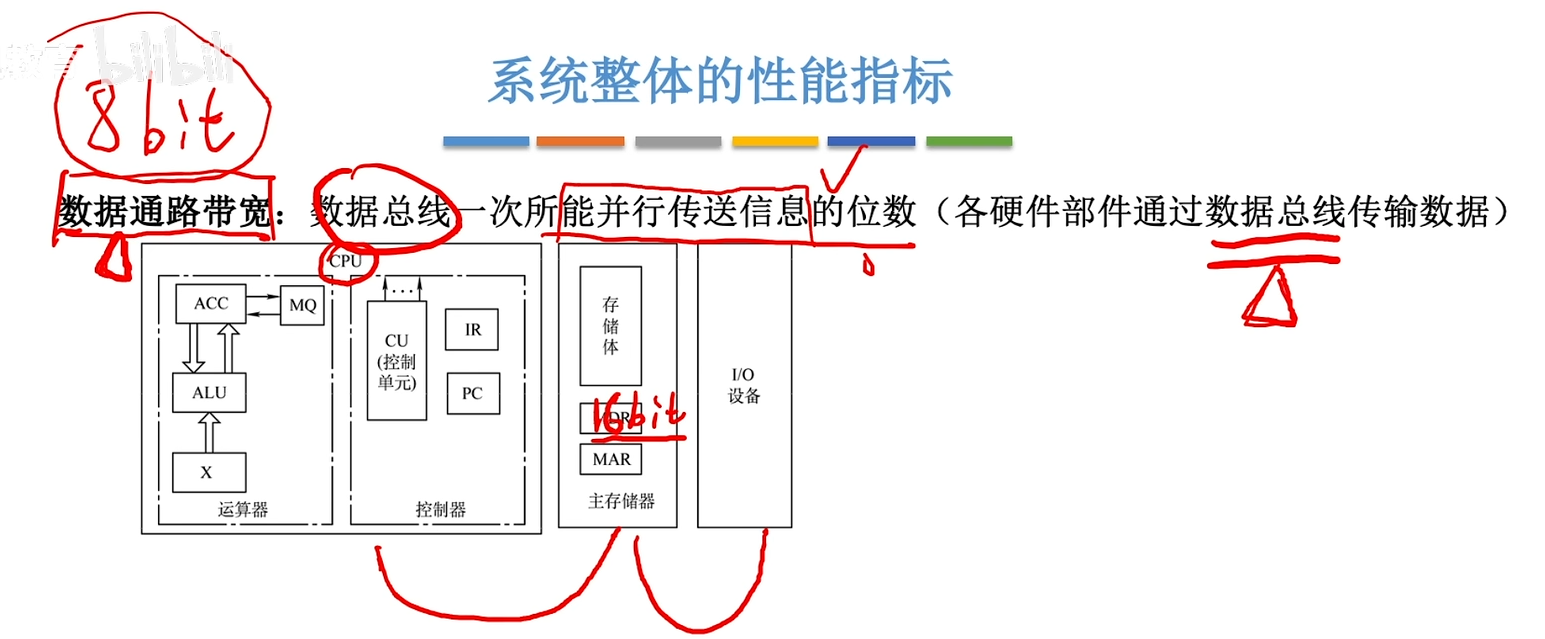 bilibili
8bit
系统整体的性能指标
数据通路带宽：数据总线一次所能并行传送信息的位数（各硬件部件通过数据总线传输数据）
CPU
ACC
MQ
ALU
X
运算器
...
CU
(控制
单元)
IR
PC
控制器
存
储
体
16bit
MAR
主存储器
I/O
设备